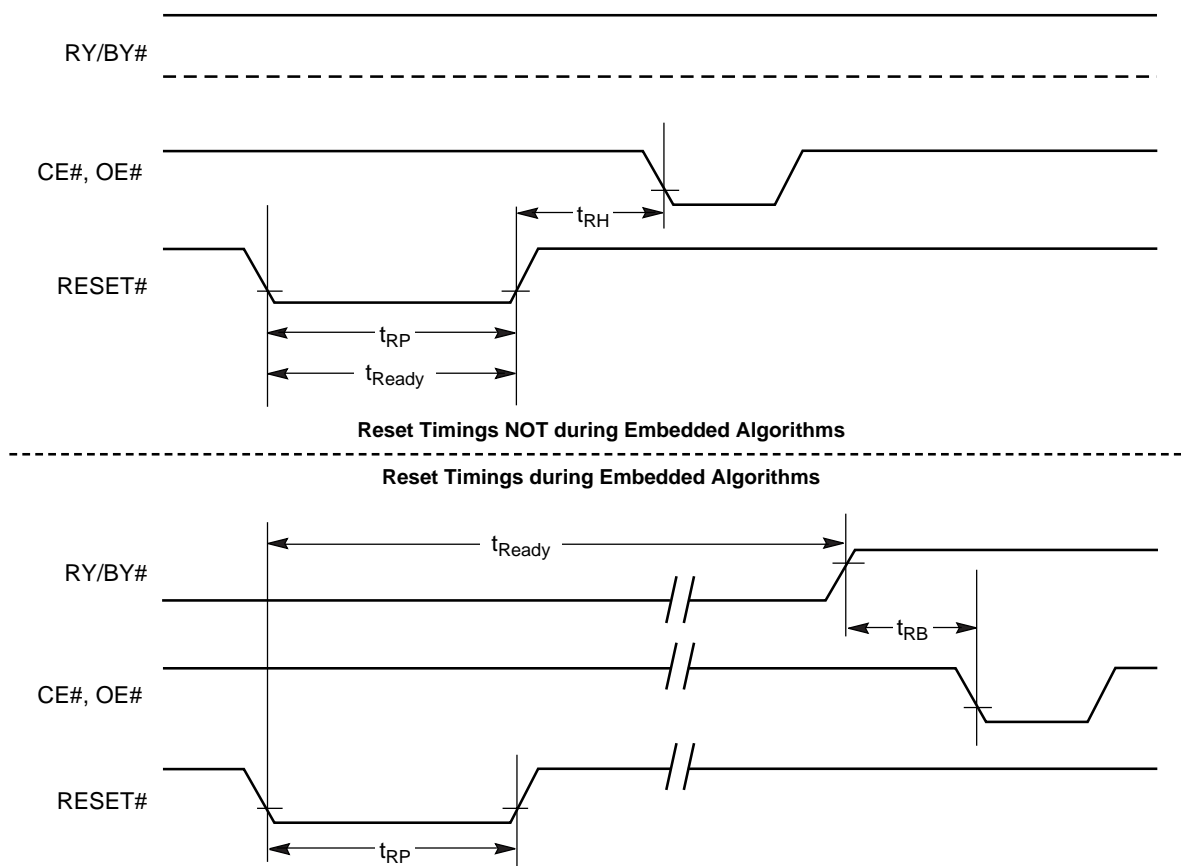 RY/BY#
CE#, OE#
tRH
RESET#
tRP
tReady
Reset Timings NOT during Embedded Algorithms
Reset Timings during Embedded Algorithms
tReady
RY/BY#
tRB
CE#, OE#
RESET#
tRP